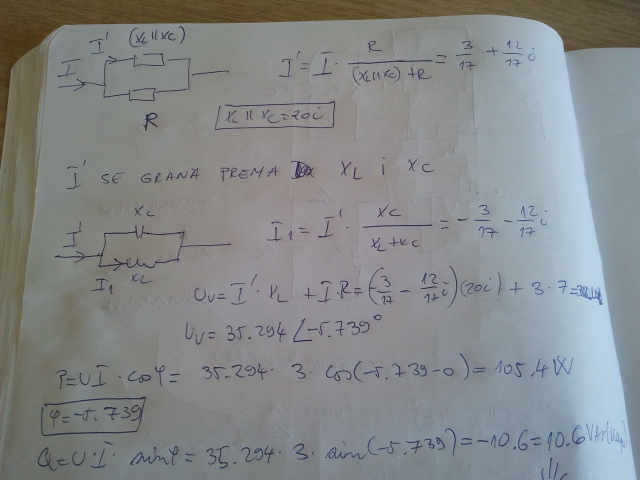 I' (XL||XC)
I
I' = I · R / ((XL||XC) + R) = 3/17 + 12/17 i
R
XL || XC = 20i
I' SE GRANA PREMA XL i XC
XC
I'
I1 = I' · XC / (XL + XC) = - 3/17 - 12/17 i
I1 XL
UV = I' · XL + I · R = (- 3/17 - 12/17 i)(20i) + 3 · 7 =
UV = 35.294 ∠-5.739°
P = U I · cos φ = 35.294 · 3 · cos(-5.739-0) = 105.4 W
φ = -5.739
Q = U · I · sin φ = 35.294 · 3 · sin(-5.739) = -10.6 = 10.6 VAr